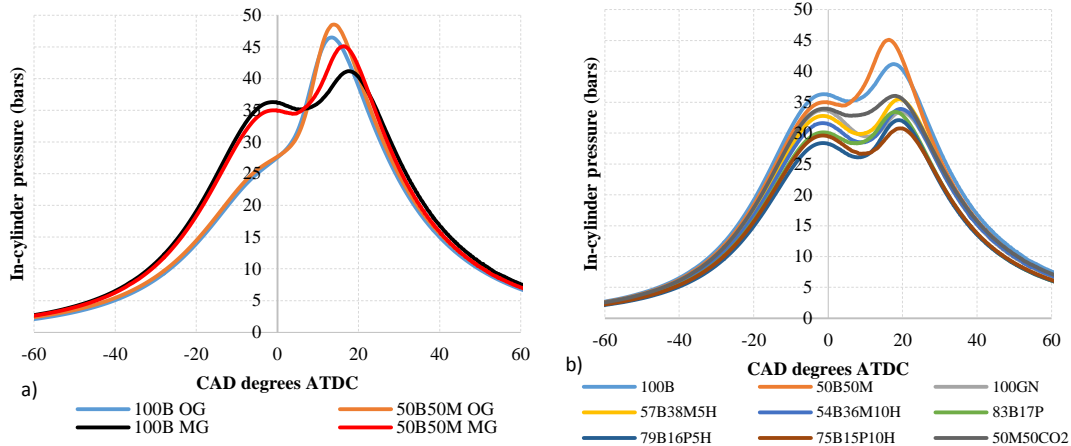 In-cylinder pressure (bars)
50
45
40
35
30
25
20
15
10
5
0
-60 -40 -20 0 20 40 60
CAD degrees ATDC
a)
100B OG 50B50M OG
100B MG 50B50M MG
In-cylinder pressure (bars)
50
45
40
35
30
25
20
15
10
5
0
-60 -40 -20 0 20 40 60
CAD degrees ATDC
b)
100B 50B50M 100GN
57B38M5H 54B36M10H 83B17P
79B16P5H 75B15P10H 50M50CO2